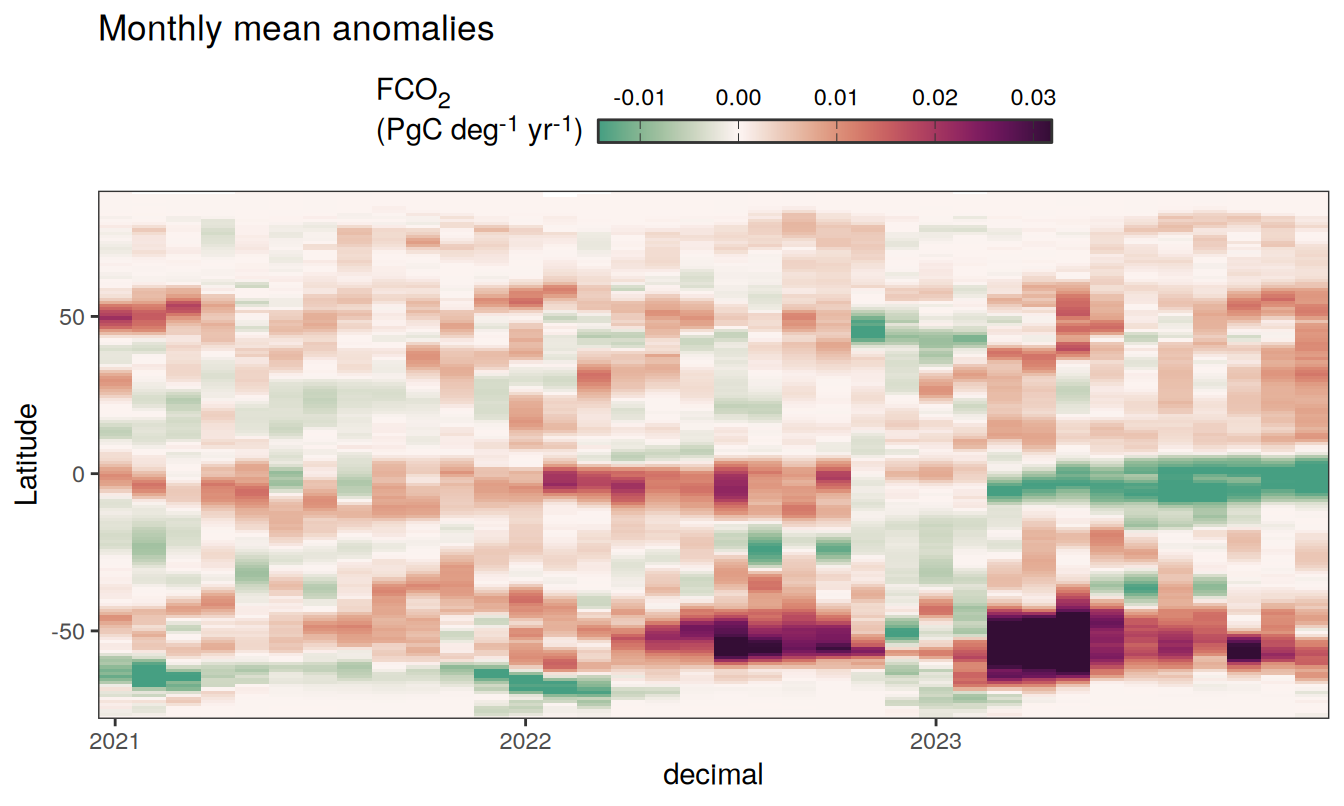 Monthly mean anomalies
FCO₂
(PgC deg⁻¹ yr⁻¹)
-0.01 0.00 0.01 0.02 0.03
Latitude
50
0
-50
2021 2022 2023
decimal